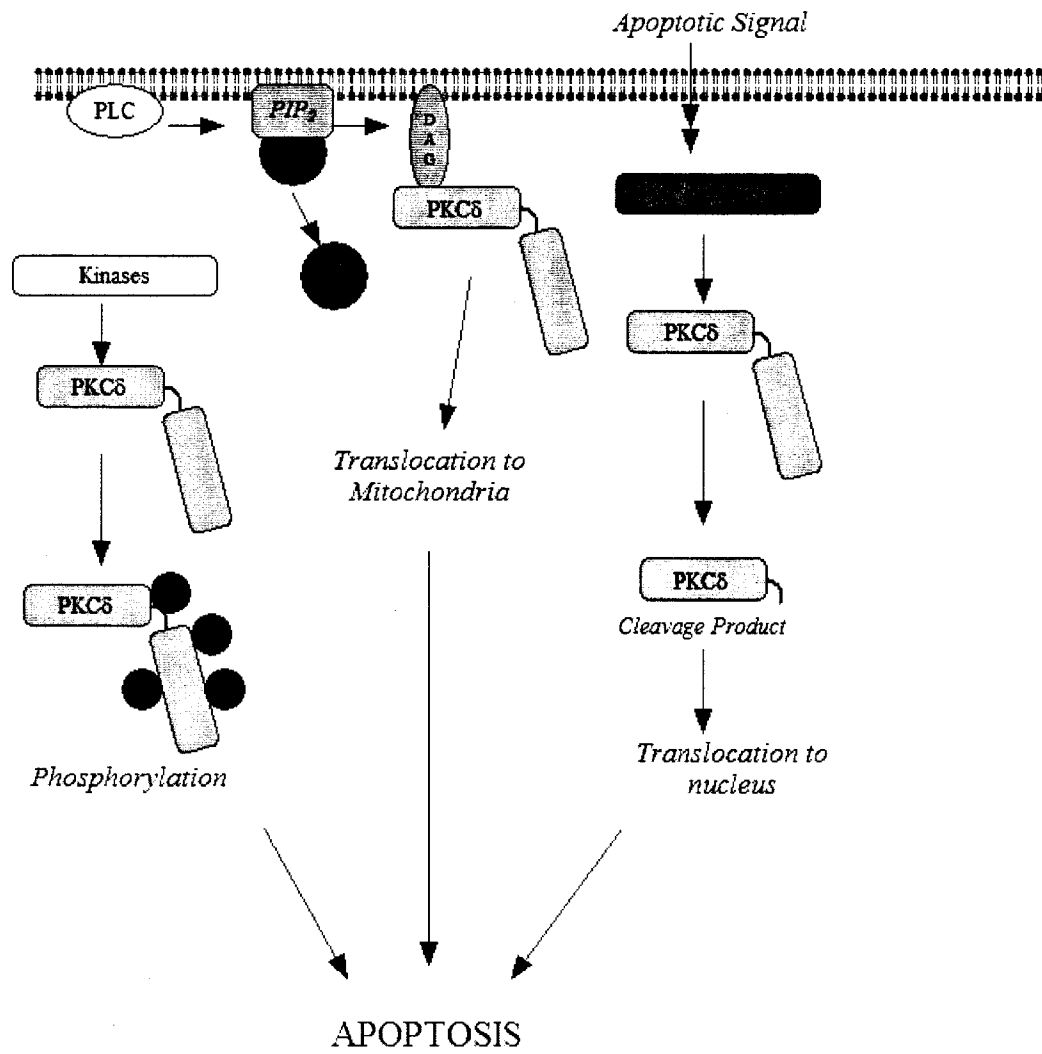 Apoptotic Signal
PLC
PIP2
DAG
PKCδ
Kinases
PKCδ
PKCδ
Translocation to
Mitochondria
PKCδ
PKCδ
Cleavage Product
Phosphorylation
Translocation to
nucleus
APOPTOSIS